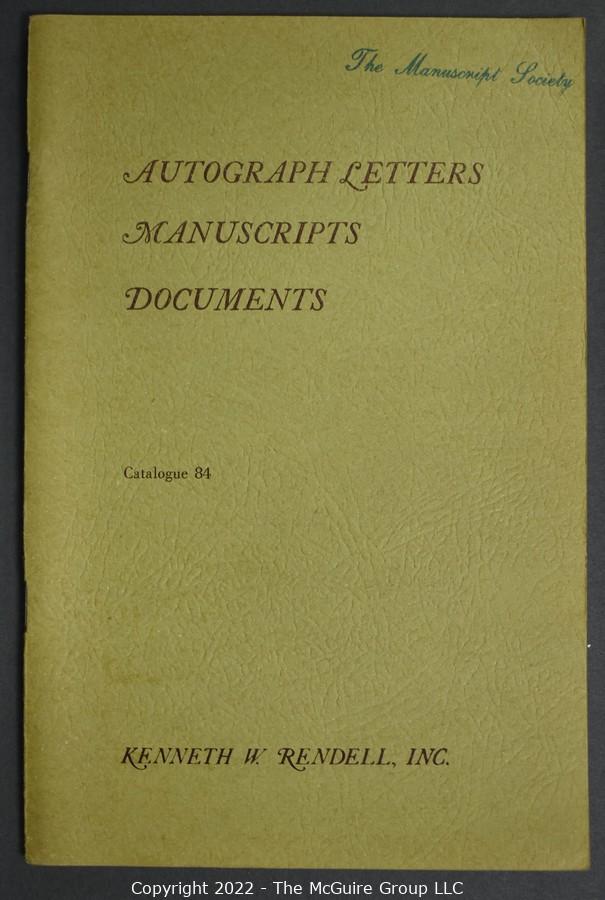 The Manuscript Society
AUTOGRAPH LETTERS
MANUSCRIPTS
DOCUMENTS
Catalogue 84
KENNETH W. RENDELL, INC.
Copyright 2022 - The McGuire Group LLC